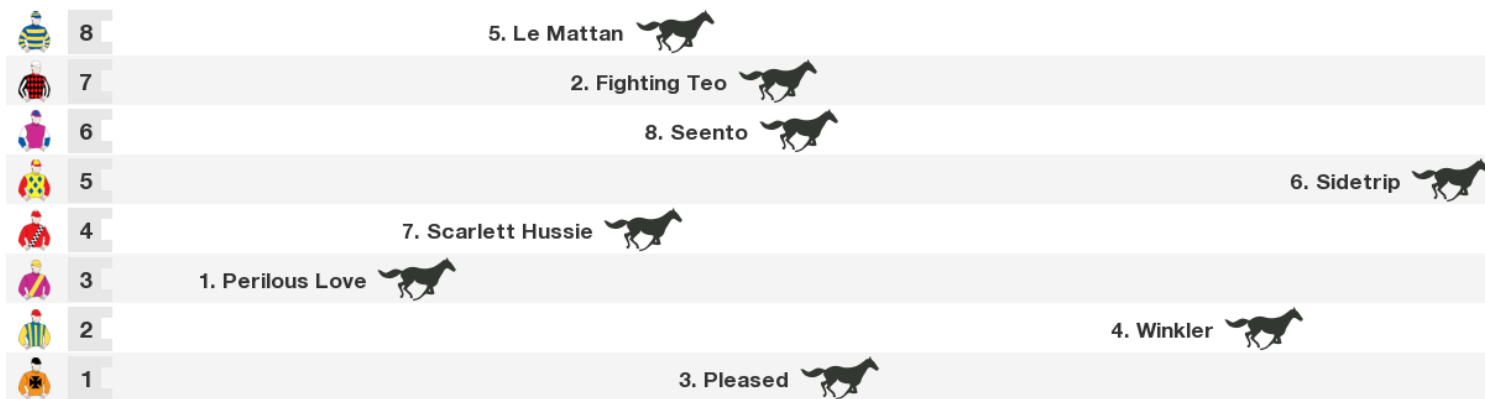 8 5. Le Mattan
7 2. Fighting Teo
6 8. Seento
5 6. Sidetrip
4 7. Scarlett Hussie
3 1. Perilous Love
2 4. Winkler
1 3. Pleased